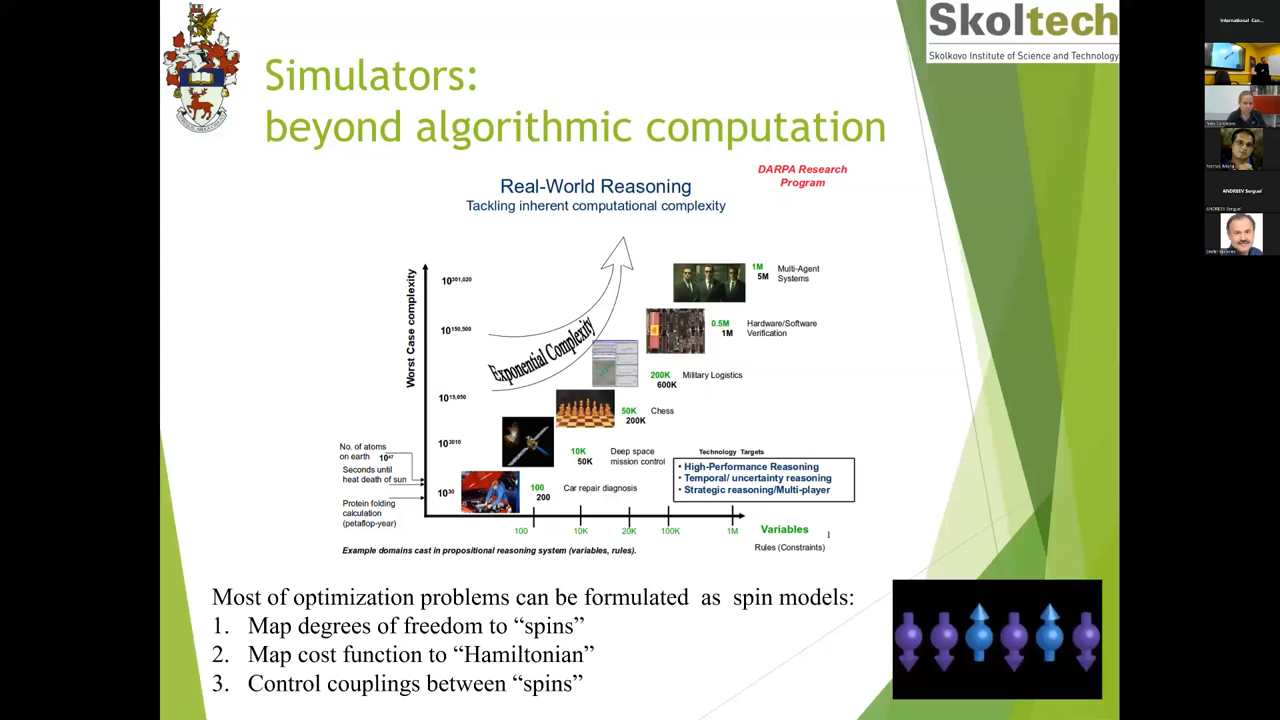 Skoltech
Skolkovo Institute of Science and Technology
Simulators:
beyond algorithmic computation
DARPA Research
Program
Real-World Reasoning
Tackling inherent computational complexity
Worst Case complexity
10^301,020
10^150,500
10^15,050
10^3010
10^30
Exponential Complexity
1M
5M
Multi-Agent
Systems
0.5M
1M
Hardware/Software
Verification
200K
600K
Military Logistics
50K
200K
Chess
10K
50K
Deep space
mission control
100
200
Car repair diagnosis
No. of atoms
on earth 10^47
Seconds until
heat death of sun
Protein folding
calculation
(petaflop-year)
Technology Targets
• High-Performance Reasoning
• Temporal/ uncertainty reasoning
• Strategic reasoning/Multi-player
100 10K 20K 100K 1M
Variables
Rules (Constraints)
1
Example domains cast in propositional reasoning system (variables, rules).
Most of optimization problems can be formulated as spin models:
1. Map degrees of freedom to “spins”
2. Map cost function to “Hamiltonian”
3. Control couplings between “spins”
International Con...
ANDREEV Serguei
ANDREEV Serguei